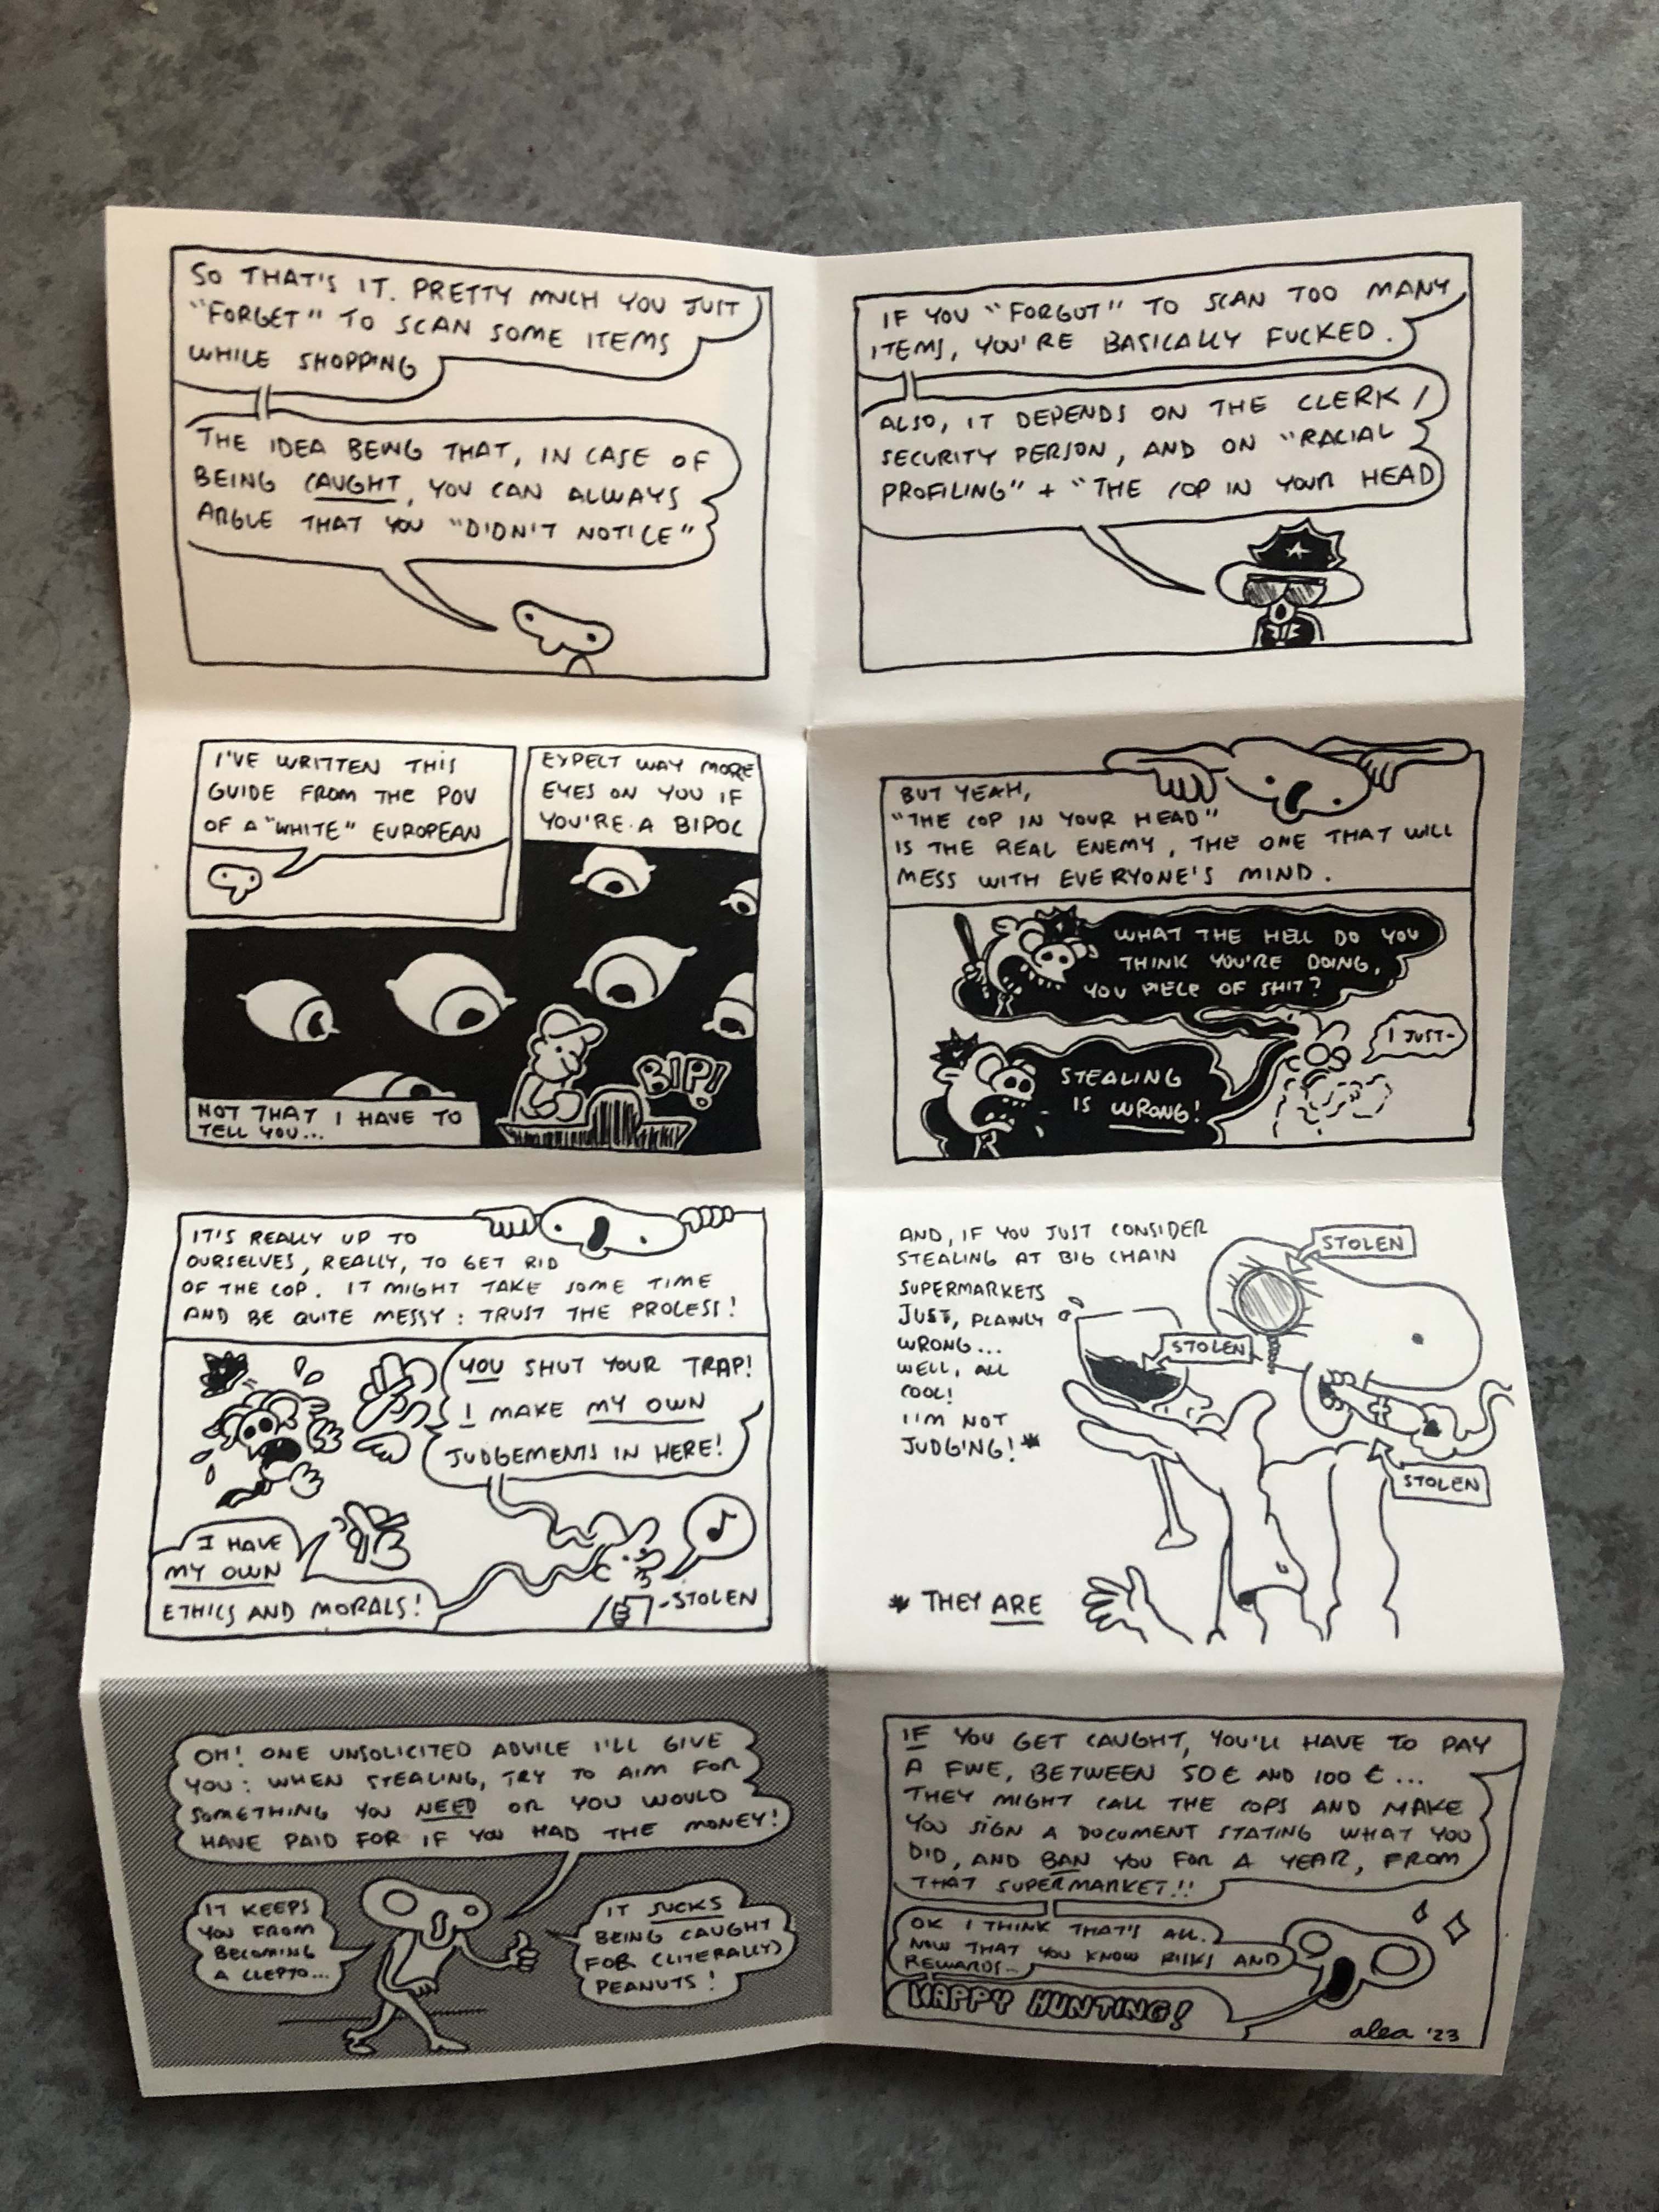 SO THAT'S IT. PRETTY MUCH YOU JUST
"FORGET" TO SCAN SOME ITEMS
WHILE SHOPPING
THE IDEA BEING THAT, IN CASE OF
BEING CAUGHT, YOU CAN ALWAYS
ARGUE THAT YOU "DIDN'T NOTICE"
IF YOU "FORGOT" TO SCAN TOO MANY
ITEMS, YOU'RE BASICALLY FUCKED.
ALSO, IT DEPENDS ON THE CLERK/
SECURITY PERSON, AND ON "RACIAL
PROFILING" + "THE COP IN YOUR HEAD
I'VE WRITTEN THIS
GUIDE FROM THE POV
OF A "WHITE" EUROPEAN
EXPECT WAY MORE
EYES ON YOU IF
YOU'RE A BIPOC
BIP!
NOT THAT I HAVE TO
TELL YOU...
BUT YEAH,
"THE COP IN YOUR HEAD"
IS THE REAL ENEMY, THE ONE THAT WILL
MESS WITH EVERYONE'S MIND.
WHAT THE HELL DO YOU
THINK YOU'RE DOING,
YOU PIECE OF SHIT?
I JUST-
STEALING
IS WRONG!
IT'S REALLY UP TO
OURSELVES, REALLY, TO GET RID
OF THE COP. IT MIGHT TAKE SOME TIME
AND BE QUITE MESSY: TRUST THE PROCESS!
YOU SHUT YOUR TRAP!
I MAKE MY OWN
JUDGEMENTS IN HERE!
I HAVE
MY OWN
ETHICS AND MORALS!
-STOLEN
AND, IF YOU JUST CONSIDER
STEALING AT BIG CHAIN
SUPERMARKETS
JUST, PLAINLY
WRONG...
WELL, ALL
COOL!
I'M NOT
JUDGING!*
STOLEN
STOLEN
STOLEN
* THEY ARE
OH! ONE UNSOLICITED ADVICE I'LL GIVE
YOU: WHEN STEALING, TRY TO AIM FOR
SOMETHING YOU NEED OR YOU WOULD
HAVE PAID FOR IF YOU HAD THE MONEY!
IT KEEPS
YOU FROM
BECOMING
A CLEPTO...
IT SUCKS
BEING CAUGHT
FOR (LITERALLY)
PEANUTS!
IF YOU GET CAUGHT, YOU'LL HAVE TO PAY
A FINE, BETWEEN 50€ AND 100€...
THEY MIGHT CALL THE COPS AND MAKE
YOU SIGN A DOCUMENT STATING WHAT YOU
DID, AND BAN YOU FOR A YEAR, FROM
THAT SUPERMARKET!!
OK I THINK THAT'S ALL.
NOW THAT YOU KNOW RISKS AND
REWARDS...
HAPPY HUNTING!
alea '23